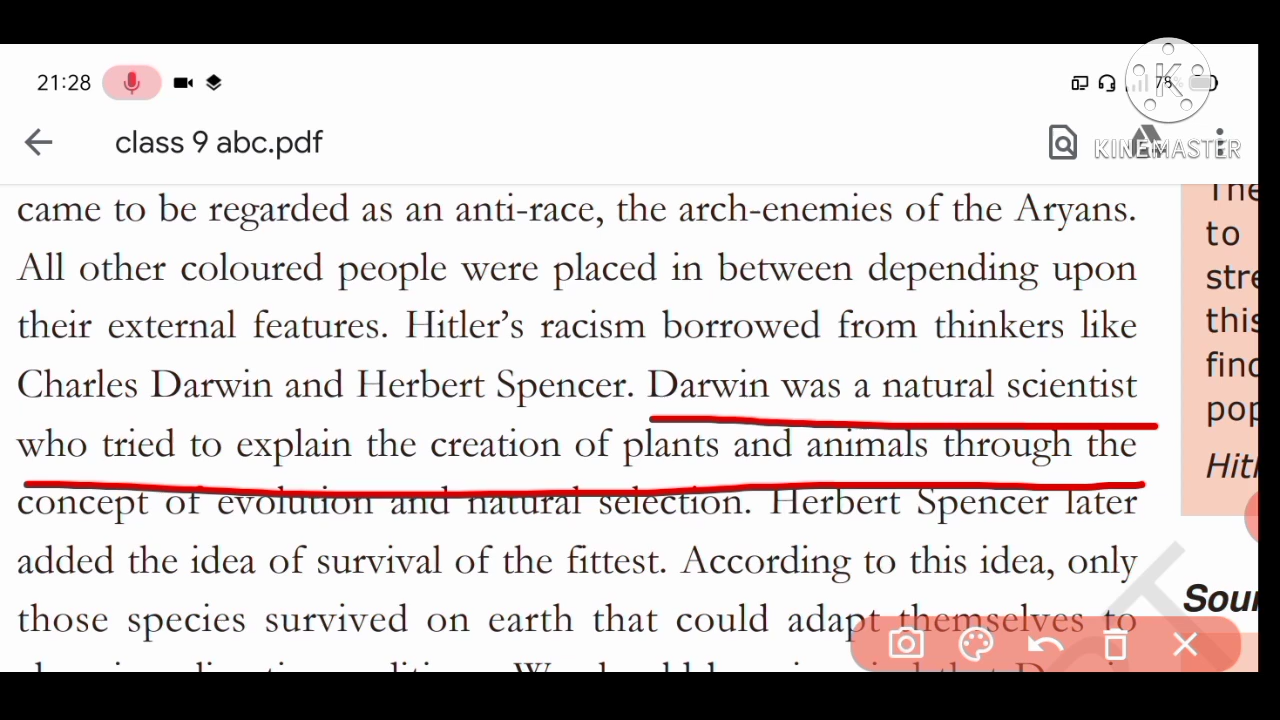 21:28
78%
class 9 abc.pdf
KINEMASTER
came to be regarded as an anti-race, the arch-enemies of the Aryans.
All other coloured people were placed in between depending upon
their external features. Hitler's racism borrowed from thinkers like
Charles Darwin and Herbert Spencer. Darwin was a natural scientist
who tried to explain the creation of plants and animals through the
concept of evolution and natural selection. Herbert Spencer later
added the idea of survival of the fittest. According to this idea, only
those species survived on earth that could adapt themselves to
to
this